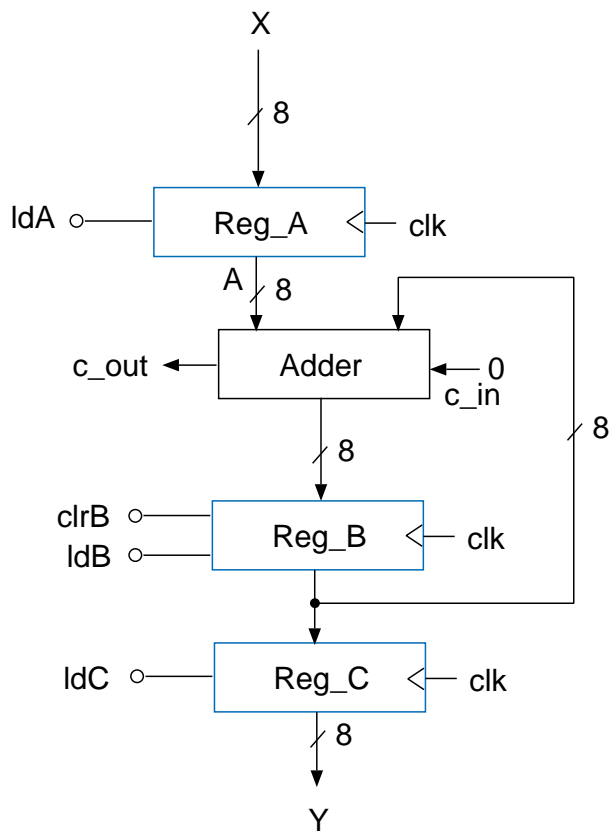 X
8
ldA
Reg_A
clk
A
8
c_out
Adder
0
c_in
8
8
clrB
ldB
Reg_B
clk
ldC
Reg_C
clk
8
Y